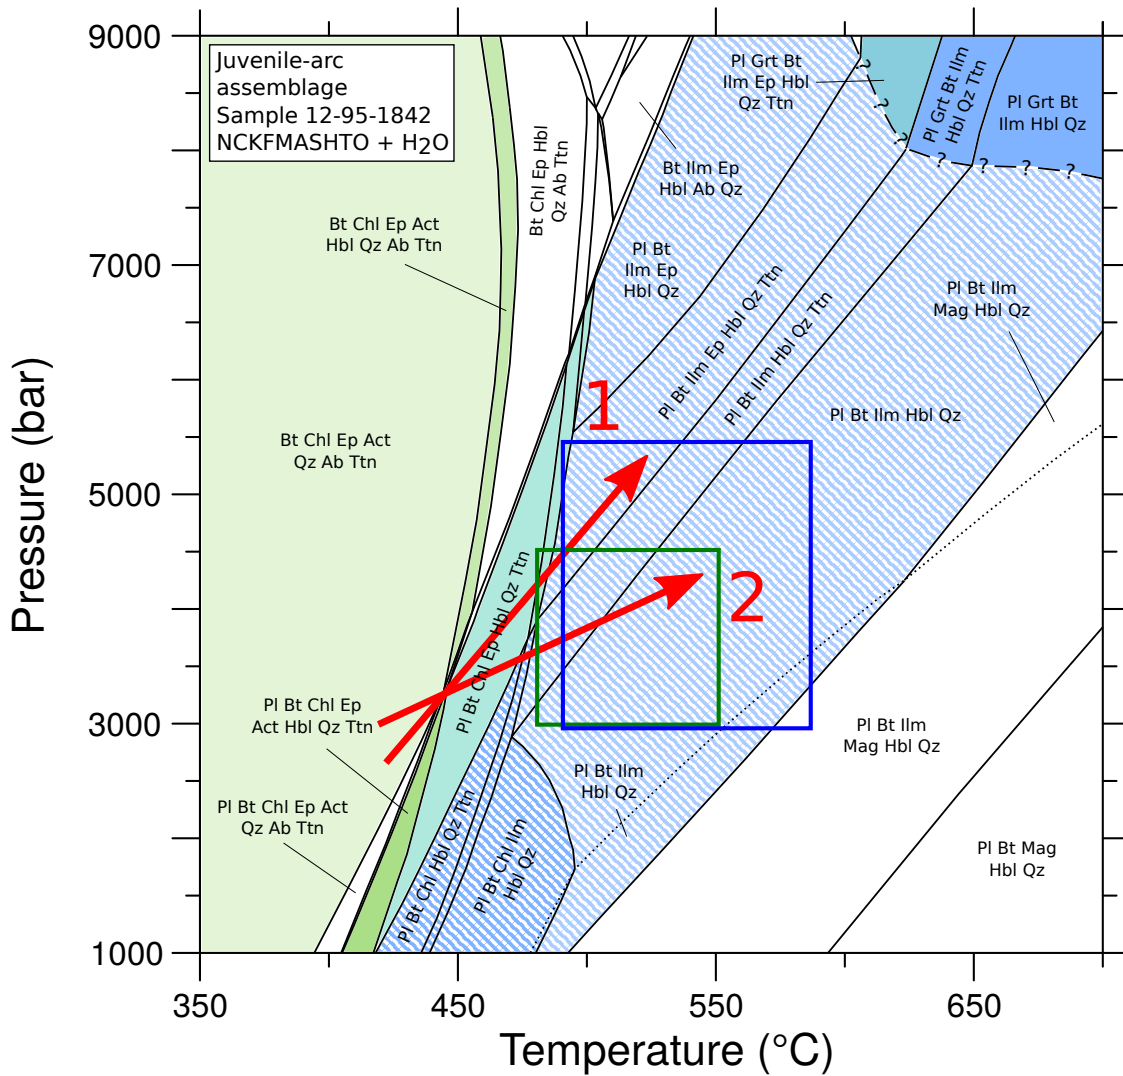 9000
7000
5000
3000
1000
Pressure (bar)
350
450
550
650
Temperature (°C)
Juvenile-arc
assemblage
Sample 12-95-1842
NCKFMASHTO + H2O
Bt Chl Ep Act
Hbl Qz Ab Ttn
Bt Chl Ep Act
Qz Ab Ttn
Pl Bt Chl Ep
Act Hbl Qz Ttn
Pl Bt Chl Ep Act
Qz Ab Ttn
Bt Chl Ep Hbl
Qz Ab Ttn
Bt Ilm Ep
Hbl Ab Qz
Pl Grt Bt
Ilm Ep Hbl
Qz Ttn
Pl Grt Bt Ilm
Hbl Qz Ttn
Pl Grt Bt
Ilm Hbl Qz
? ? ? ? ? ? ?
Pl Bt
Ilm Ep
Hbl Qz
Pl Bt Ilm Ep Hbl Qz Ttn
Pl Bt Ilm Hbl Qz Ttn
Pl Bt Ilm
Mag Hbl Qz
Pl Bt Ilm Hbl Qz
1
2
Pl Bt Chl Ep Hbl Qz Ttn
Pl Bt Chl Hbl Qz Ttn
Pl Bt Chl Ilm
Hbl Qz
Pl Bt Ilm
Hbl Qz
Pl Bt Ilm
Mag Hbl Qz
Pl Bt Mag
Hbl Qz